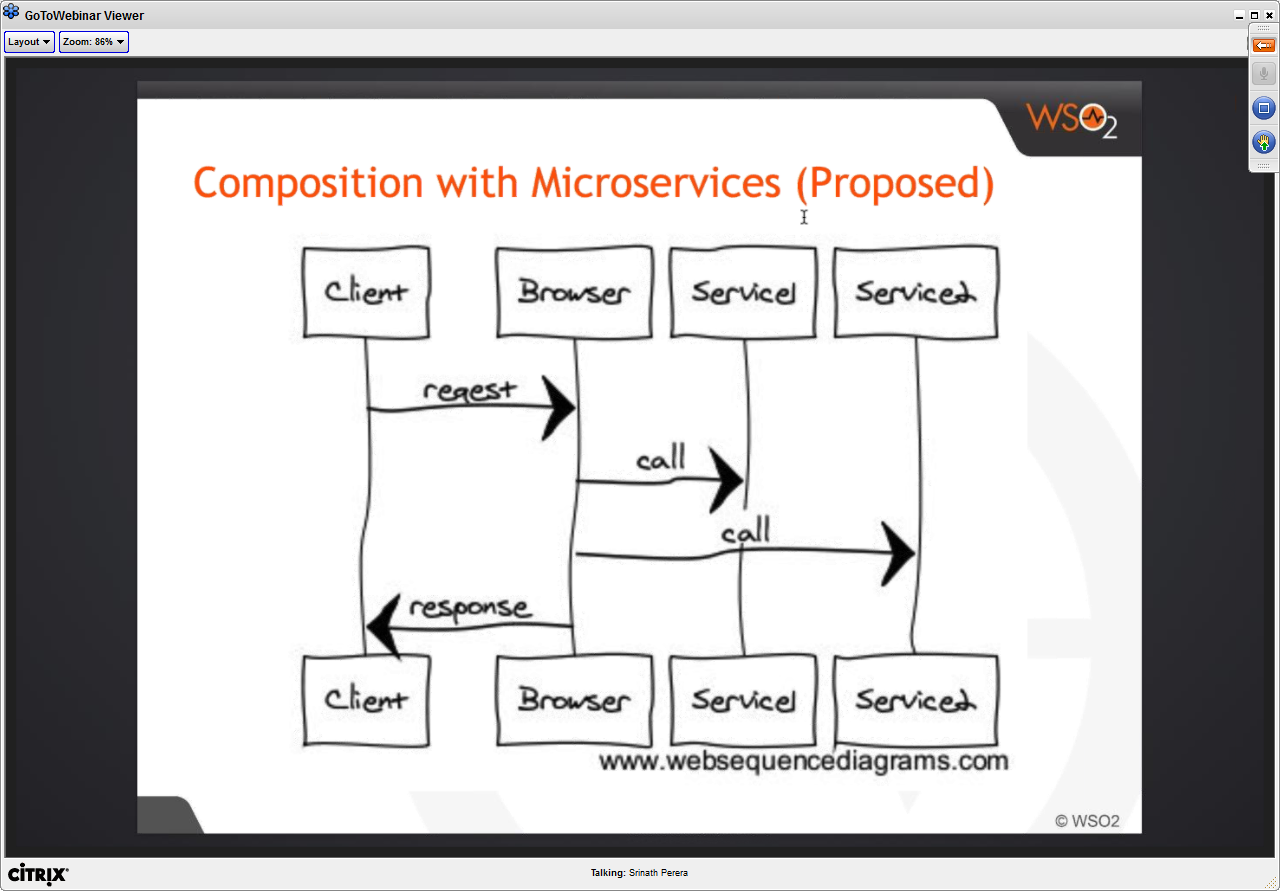 GoToWebinar Viewer
Layout Zoom: 86%
WSO2
Composition with Microservices (Proposed)
Client Browser Service1 Service2
reqest
call
call
response
Client Browser Service1 Service2
www.websequencediagrams.com
© WSO2
CiTRIX Talking: Srinath Perera